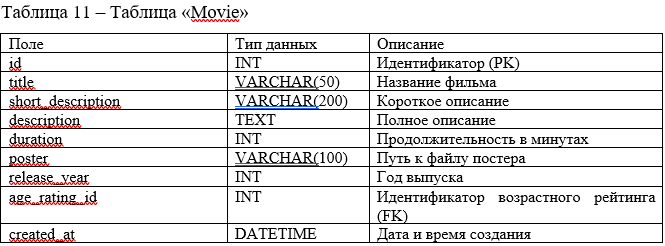 Таблица 11 – Таблица «Movie»
Поле Тип данных Описание
id INT Идентификатор (PK)
title VARCHAR(50) Название фильма
short_description VARCHAR(200) Короткое описание
description TEXT Полное описание
duration INT Продолжительность в минутах
poster VARCHAR(100) Путь к файлу постера
release_year INT Год выпуска
age_rating_id INT Идентификатор возрастного рейтинга
(FK)
created_at DATETIME Дата и время создания